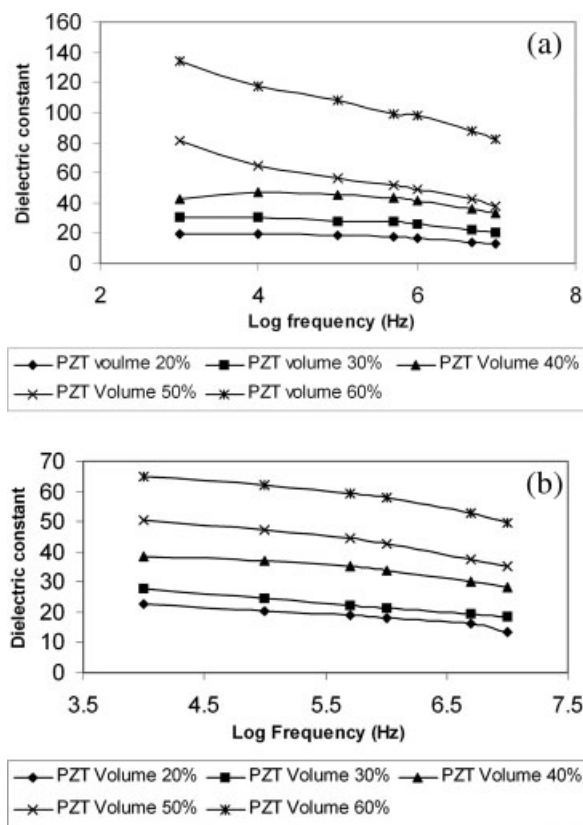 (a)
160
140
120
100
80
60
40
20
0
Dielectric constant
2 4 6 8
Log frequency (Hz)
PZT voulme 20% PZT volume 30% PZT Volume 40%
PZT Volume 50% PZT volume 60%
(b)
70
60
50
40
30
20
10
0
Dielectric constant
3.5 4.5 5.5 6.5 7.5
Log Frequency (Hz)
PZT Volume 20% PZT Volume 30% PZT Volume 40%
PZT Volume 50% PZT Volume 60%